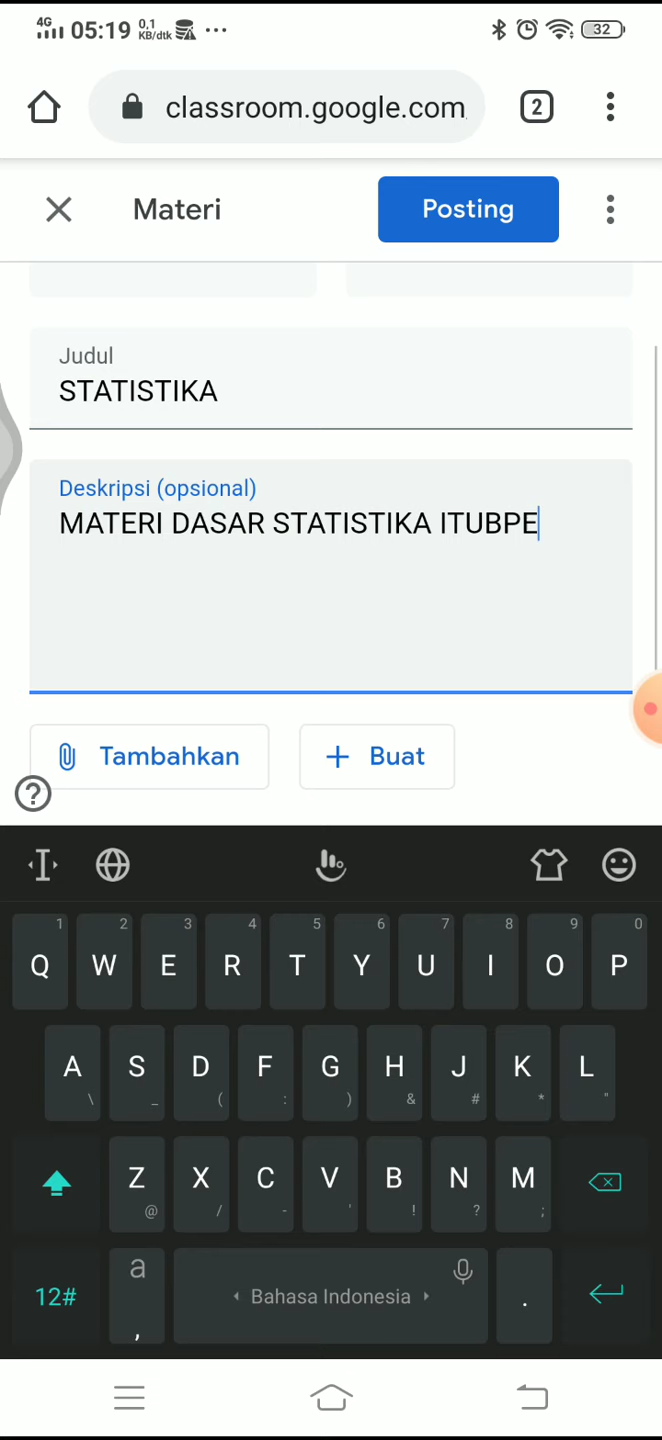 4G 05:19 0,1 KB/dtk ... 32
classroom.google.com 2
Materi Posting
Judul
STATISTIKA
Deskripsi (opsional)
MATERI DASAR STATISTIKA ITUBPE
Tambahkan + Buat
?
1 2 3 4 5 6 7 8 9 0
Q W E R T Y U I O P
A S D F G H J K L
\ _ ( : ) & # * "
Z X C V B N M
@ / - ' ! ? ;
12# a , Bahasa Indonesia .